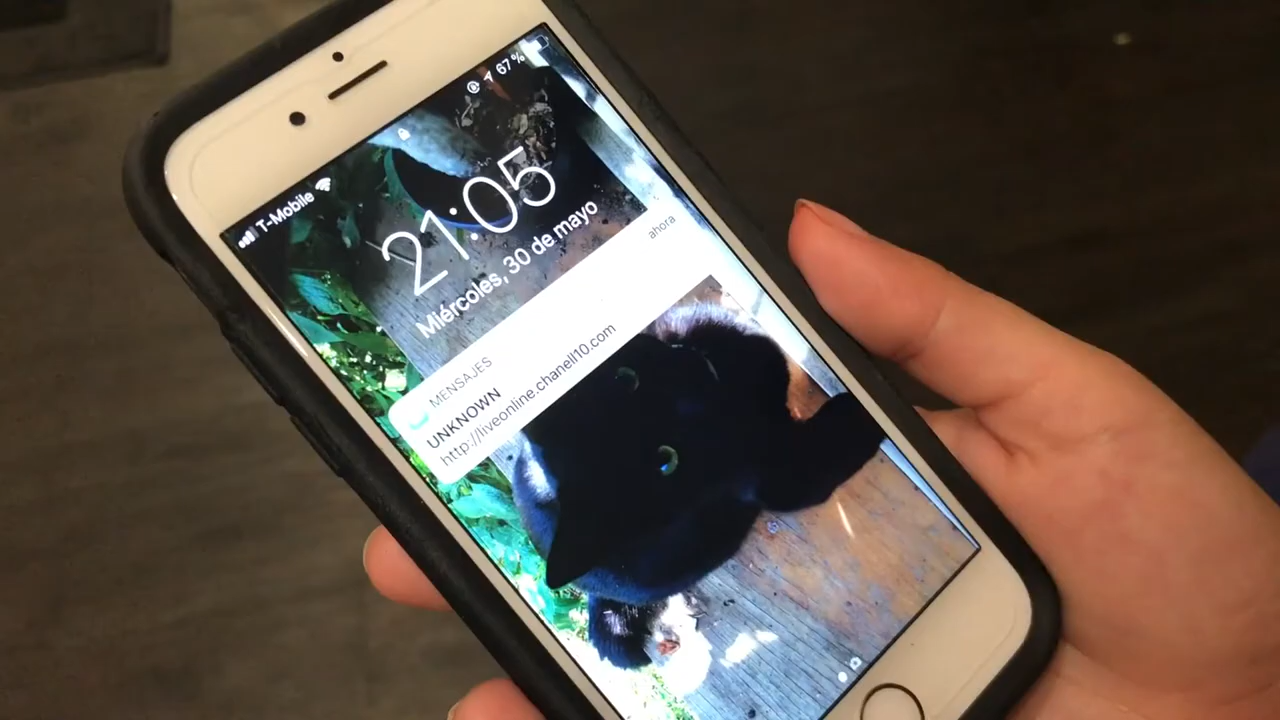 T-Mobile 67 %
21:05
Miércoles, 30 de mayo
MENSAJES ahora
UNKNOWN
http://liveonline.chanell10.com